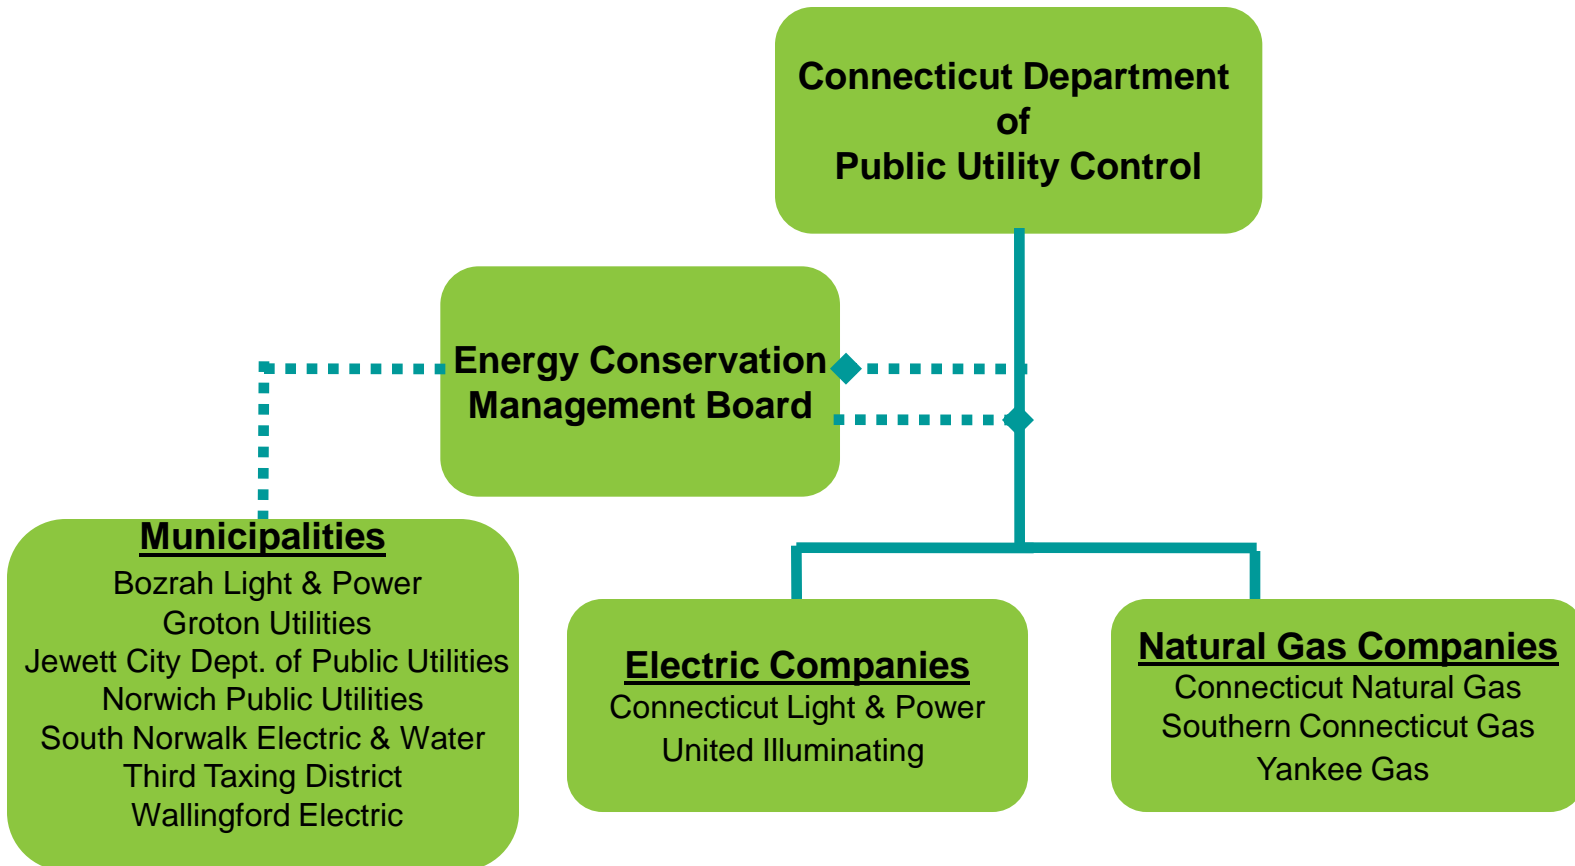 Connecticut Department
of
Public Utility Control
Energy Conservation
Management Board
Municipalities
Bozrah Light & Power
Groton Utilities
Jewett City Dept. of Public Utilities
Norwich Public Utilities
South Norwalk Electric & Water
Third Taxing District
Wallingford Electric
Electric Companies
Connecticut Light & Power
United Illuminating
Natural Gas Companies
Connecticut Natural Gas
Southern Connecticut Gas
Yankee Gas